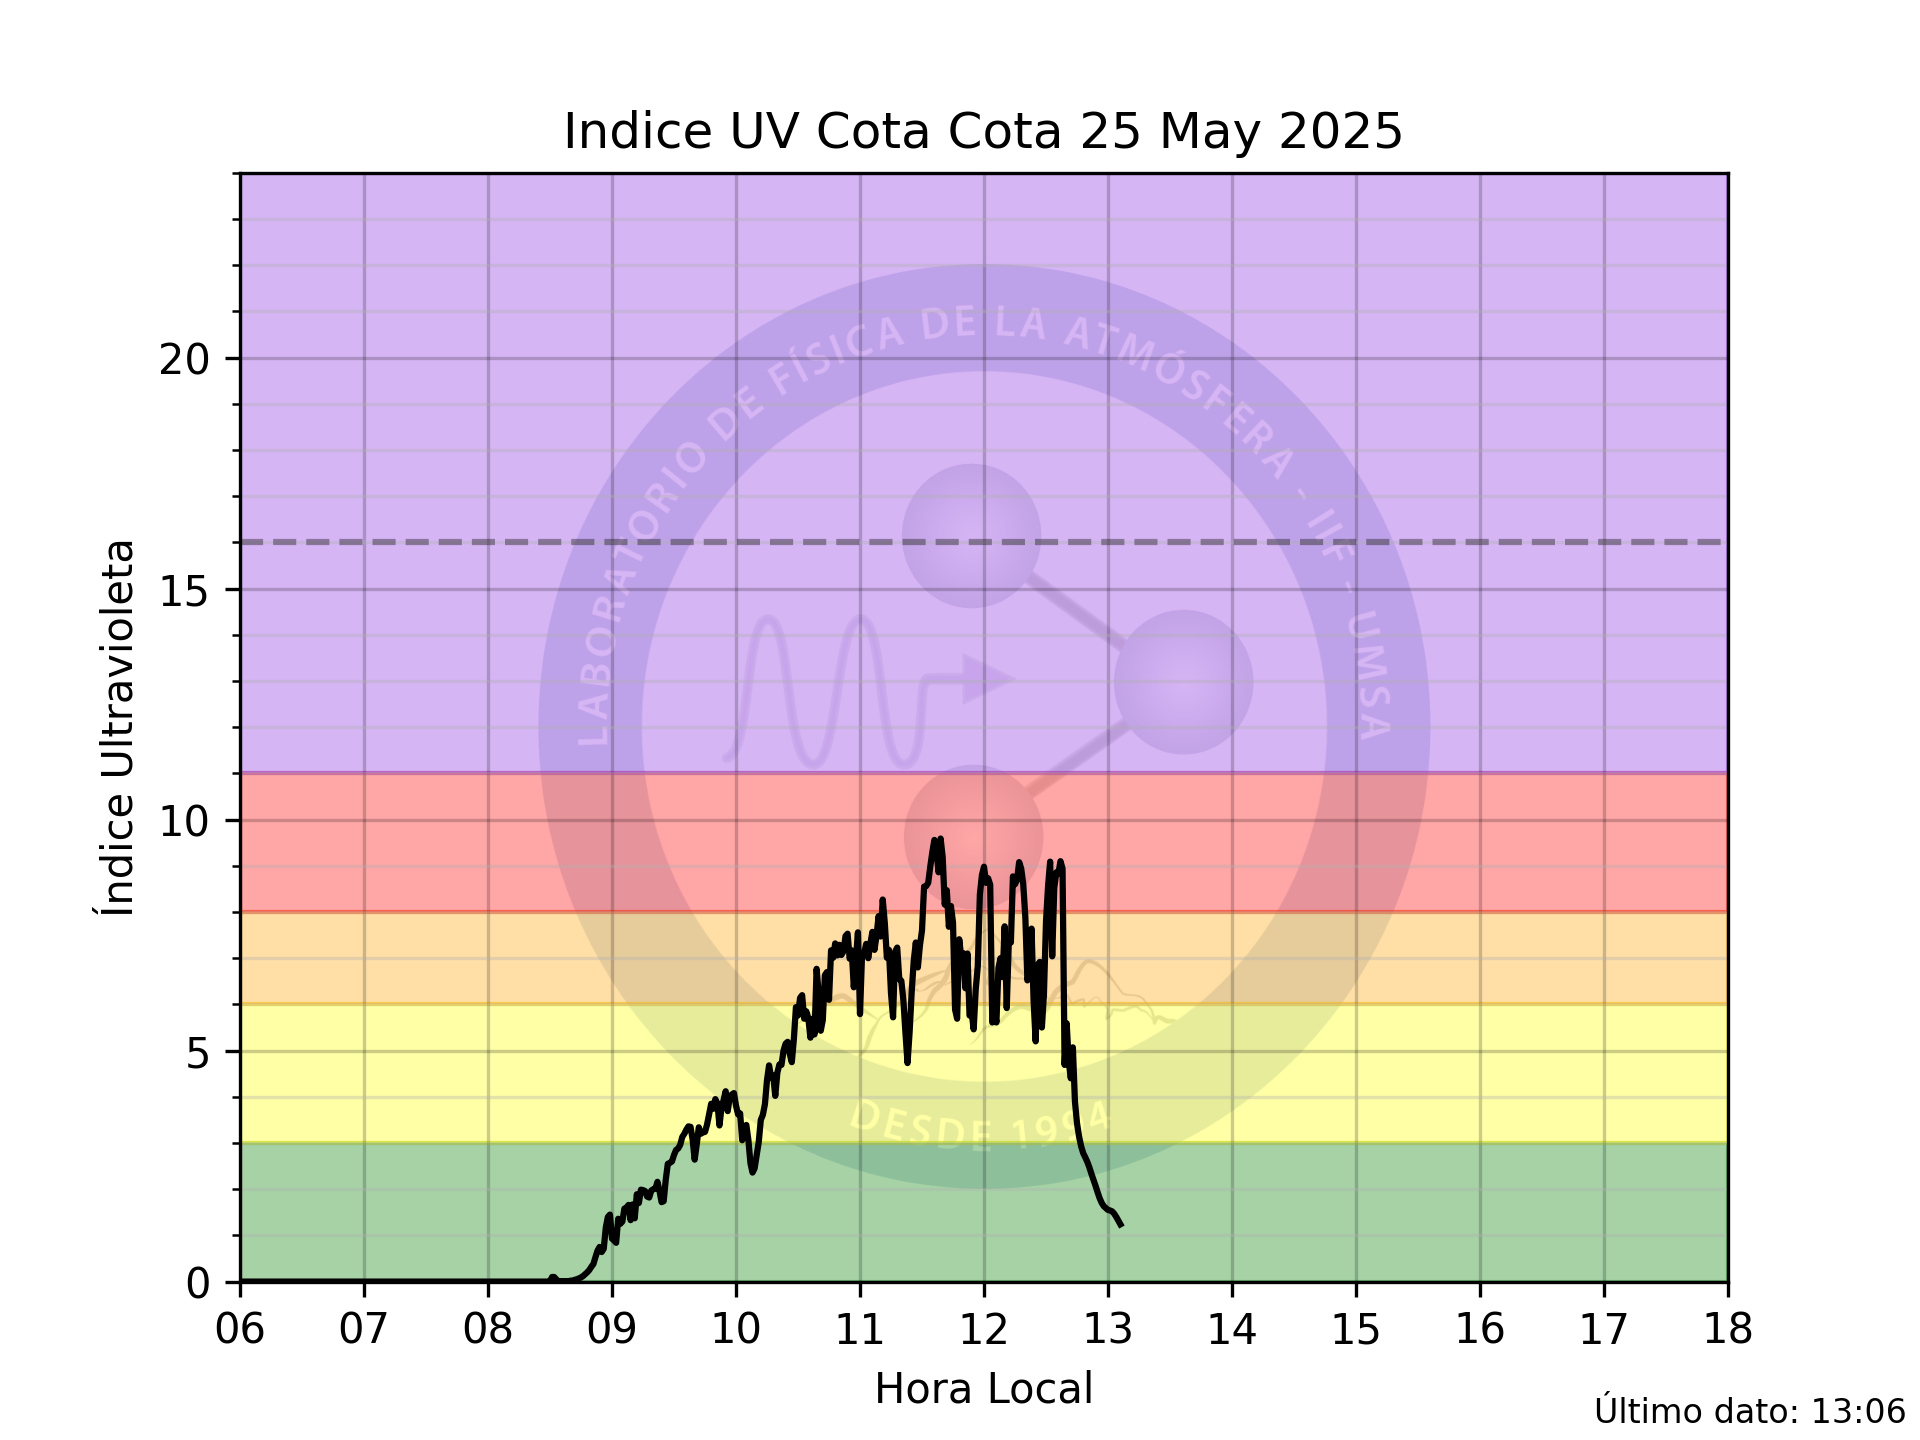 Indice UV Cota Cota 25 May 2025
20
15
10
5
0
Índice Ultravioleta
LABORATORIO DE FÍSICA DE LA ATMÓSFERA - IIF - UMSA
DESDE 1994
06 07 08 09 10 11 12 13 14 15 16 17 18
Hora Local
Último dato: 13:06